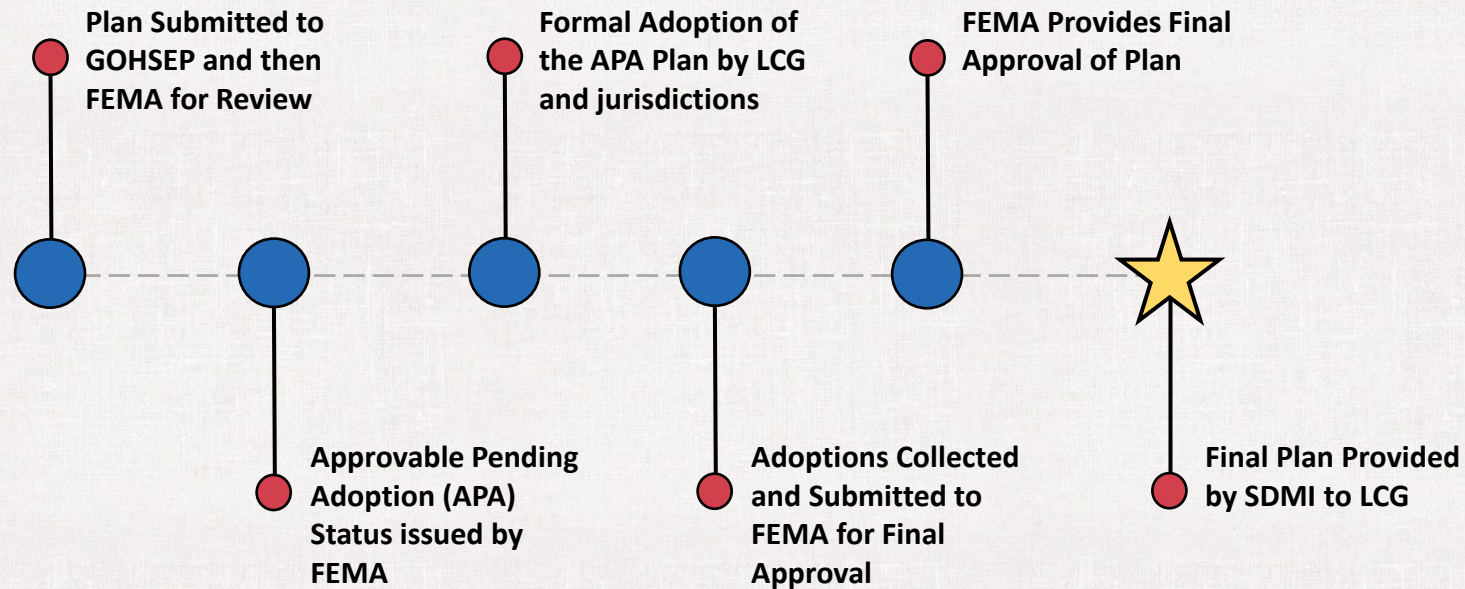 Plan Submitted to
GOHSEP and then
FEMA for Review
Approvable Pending
Adoption (APA)
Status issued by
FEMA
Formal Adoption of
the APA Plan by LCG
and jurisdictions
Adoptions Collected
and Submitted to
FEMA for Final
Approval
FEMA Provides Final
Approval of Plan
Final Plan Provided
by SDMI to LCG